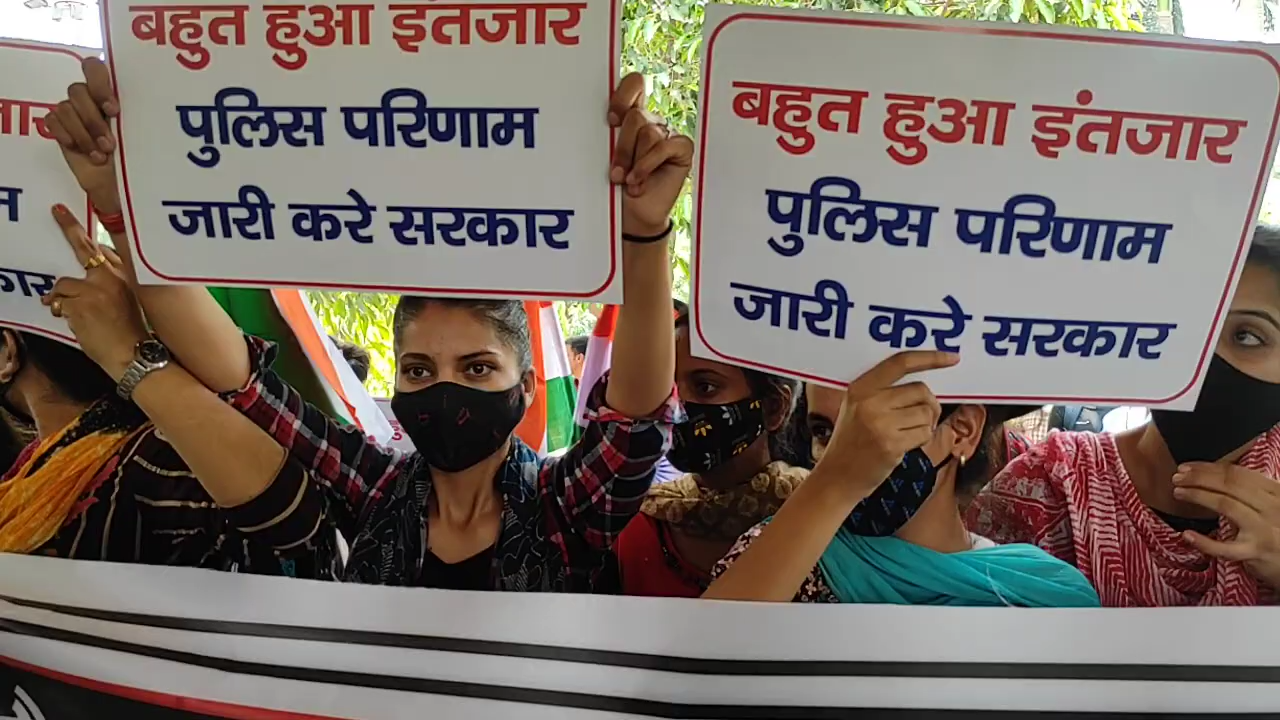 बहुत हुआ इंतजार
पुलिस परिणाम
जारी करे सरकार
बहुत हुआ इंतजार
पुलिस परिणाम
जारी करे सरकार